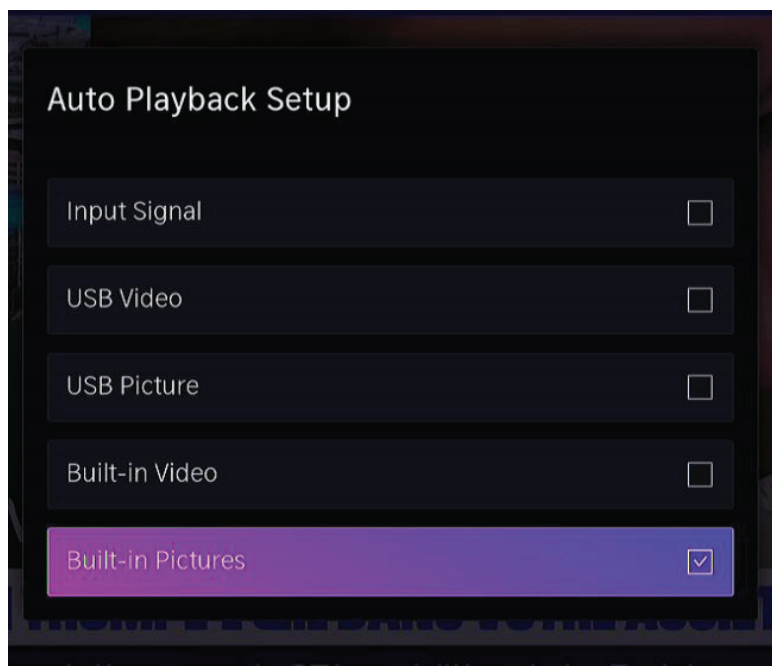 Auto Playback Setup
Input Signal
USB Video
USB Picture
Built-in Video
Built-in Pictures